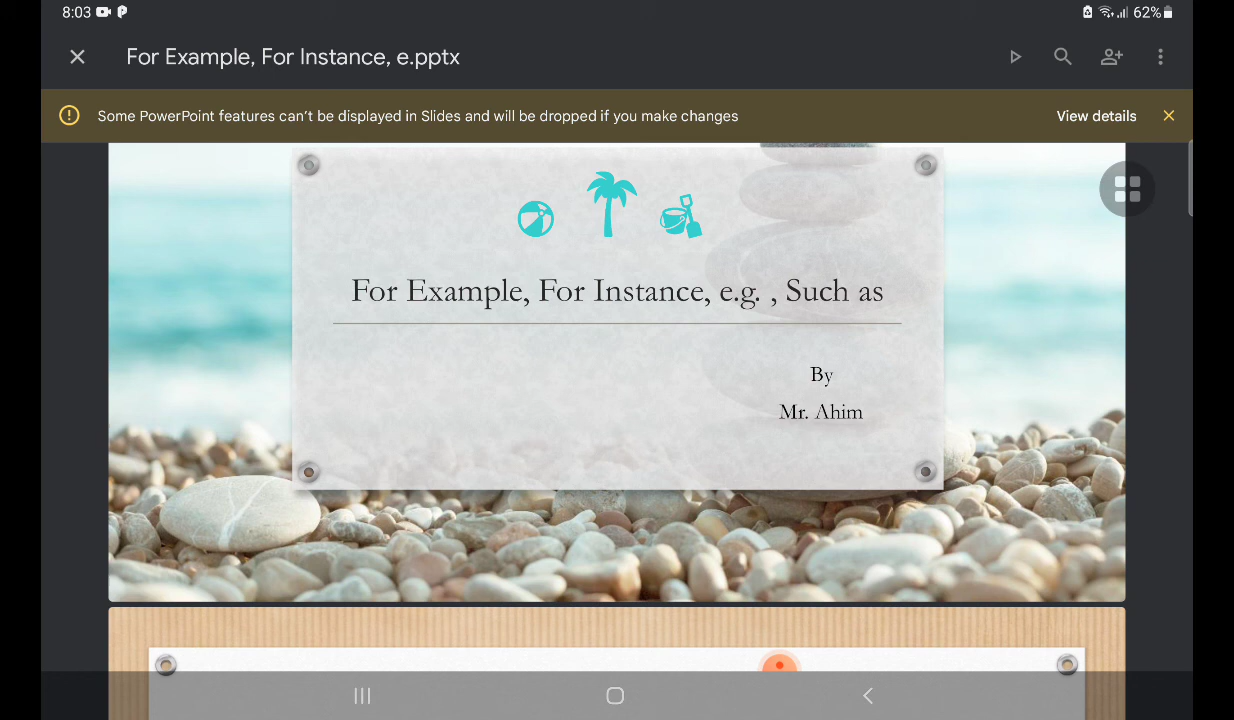 8:03
62%
For Example, For Instance, e.pptx
Some PowerPoint features can't be displayed in Slides and will be dropped if you make changes
View details
For Example, For Instance, e.g. , Such as
By
Mr. Ahim